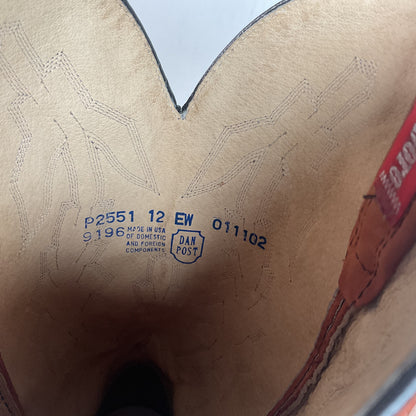 P2551 12 EW 011102
9196 MADE IN USA
OF DOMESTIC
AND FOREIGN
COMPONENTS
DAN
POST